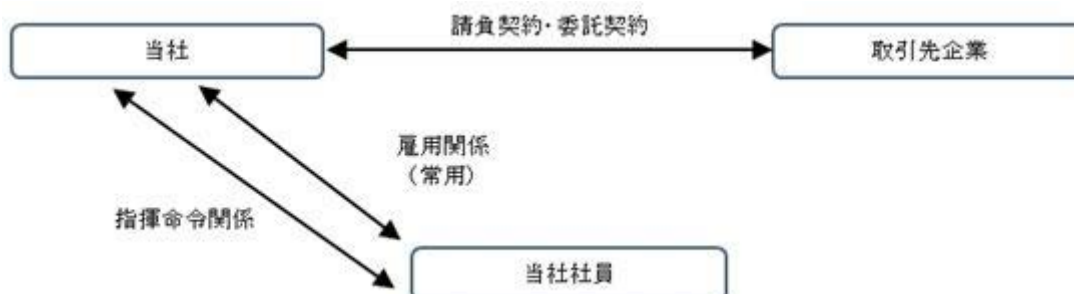 請負契約・委託契約
当社
取引先企業
雇用関係
（常用）
指揮命令関係
当社社員